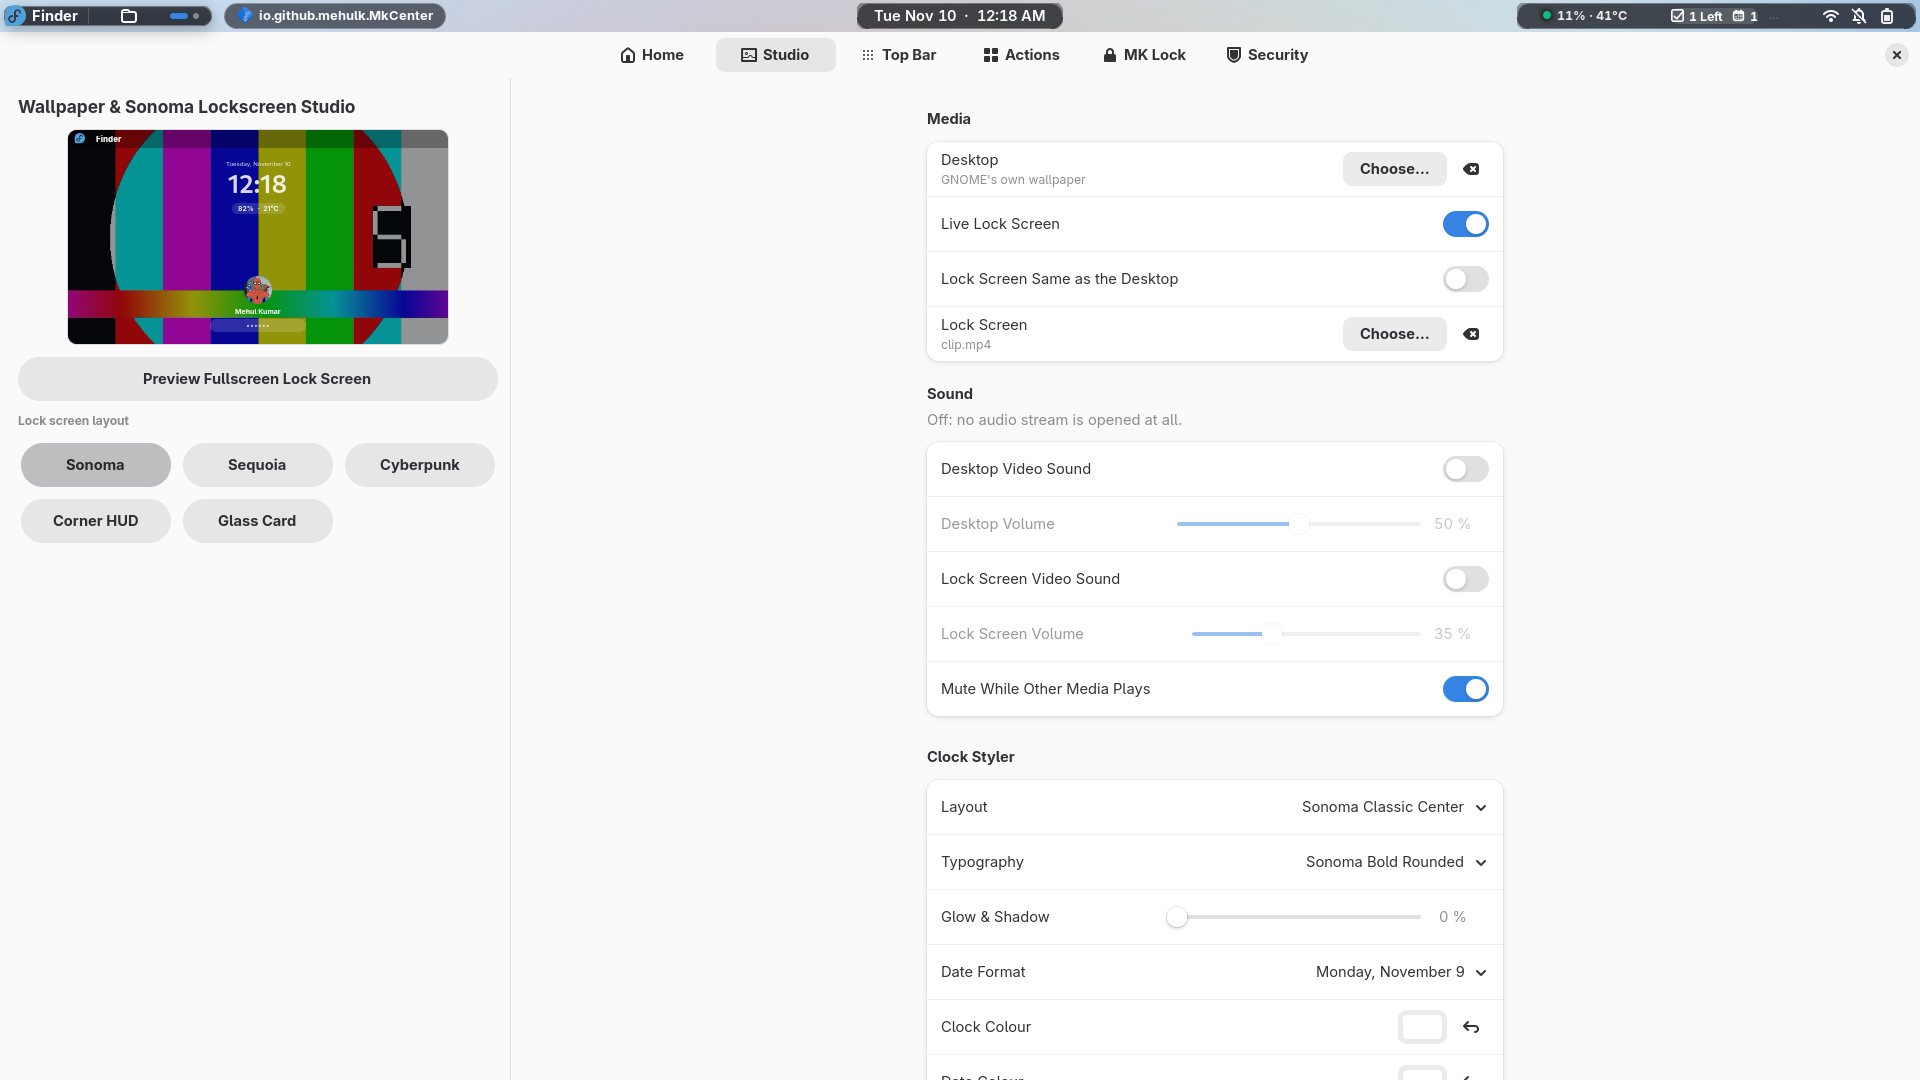 Finder
io.github.mehulk.MkCenter
Tue Nov 10 · 12:18 AM
11% · 41°C
1 Left 1
Home
Studio
Top Bar
Actions
MK Lock
Security
Wallpaper & Sonoma Lockscreen Studio
Finder
Tuesday, November 10
12:18
82% · 21°C
5
Mehul Kumar
Preview Fullscreen Lock Screen
Lock screen layout
Sonoma
Sequoia
Cyberpunk
Corner HUD
Glass Card
Media
Desktop
GNOME's own wallpaper
Choose...
Live Lock Screen
Lock Screen Same as the Desktop
Lock Screen
clip.mp4
Choose...
Sound
Off: no audio stream is opened at all.
Desktop Video Sound
Desktop Volume
50 %
Lock Screen Video Sound
Lock Screen Volume
35 %
Mute While Other Media Plays
Clock Styler
Layout
Sonoma Classic Center
Typography
Sonoma Bold Rounded
Glow & Shadow
0 %
Date Format
Monday, November 9
Clock Colour